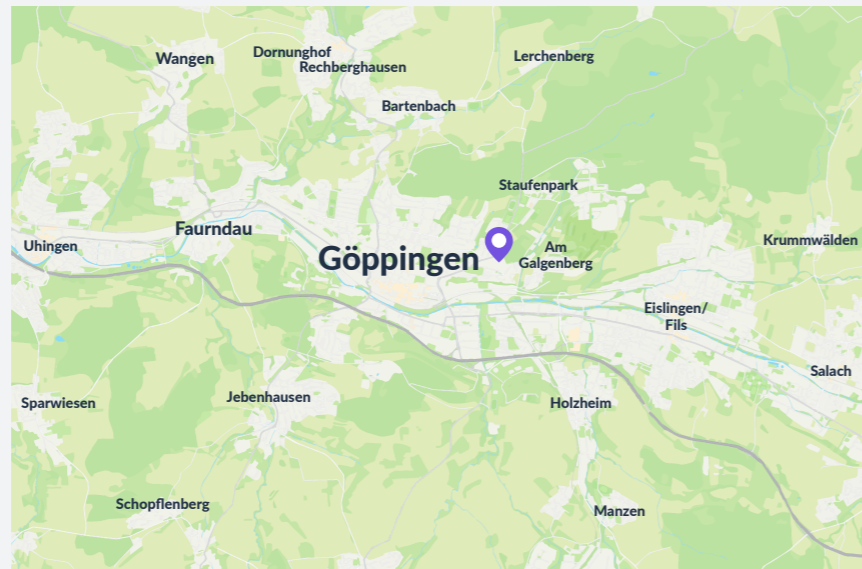 Dornunghof
Wangen
Lerchenberg
Rechberghausen
Bartenbach
Staufenpark
Faurndau
Krummwälden
Uhingen
Göppingen
Am
Galgenberg
Eislingen/
Fils
Salach
Jebenhausen
Sparwiesen
Holzheim
Schopflenberg
Manzen